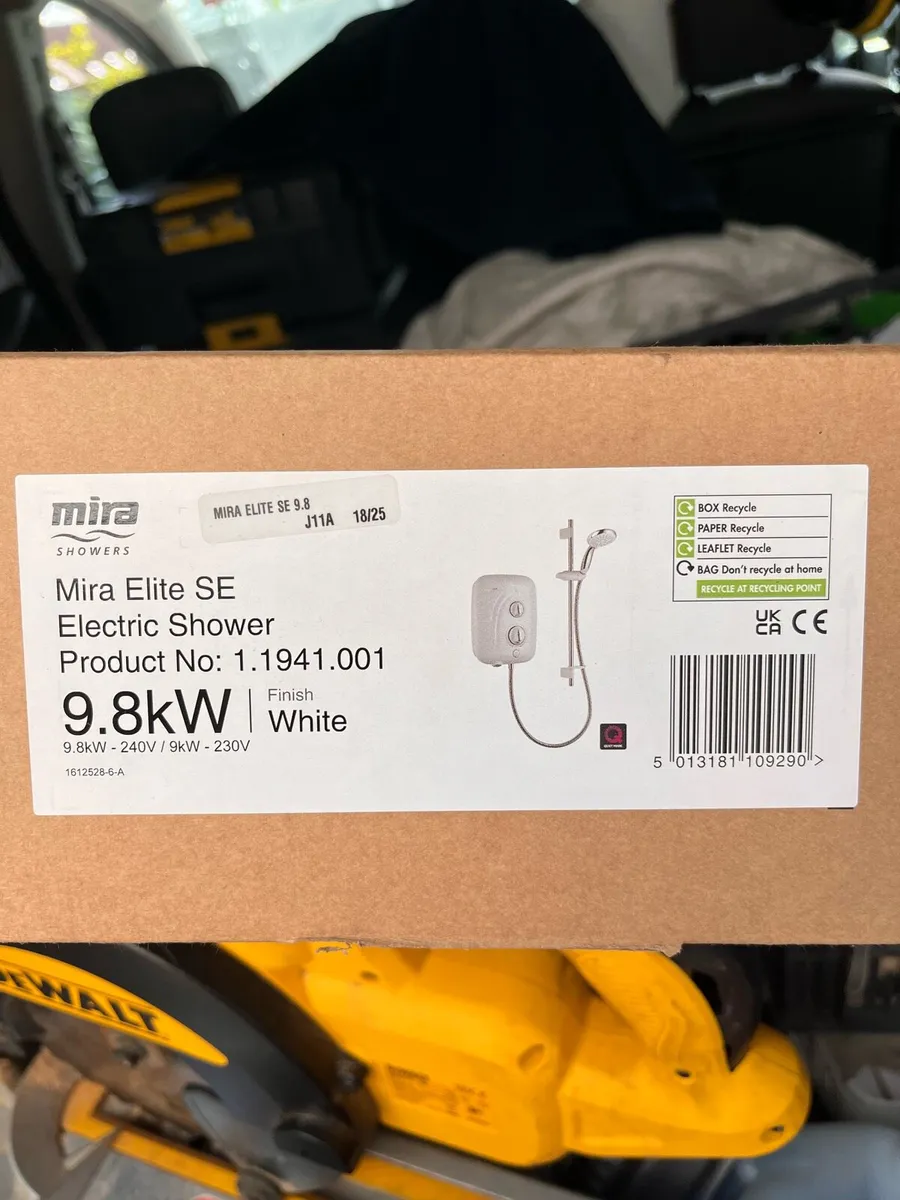 mira
SHOWERS
MIRA ELITE SE 9.8
J11A 18/25
Mira Elite SE
Electric Shower
Product No: 1.1941.001
9.8kW
Finish
White
9.8kW - 240V / 9kW - 230V
1612528-6-A
BOX Recycle
PAPER Recycle
LEAFLET Recycle
BAG Don't recycle at home
RECYCLE AT RECYCLING POINT
UK
CA
CE
5 013181 109290 >
DEWALT